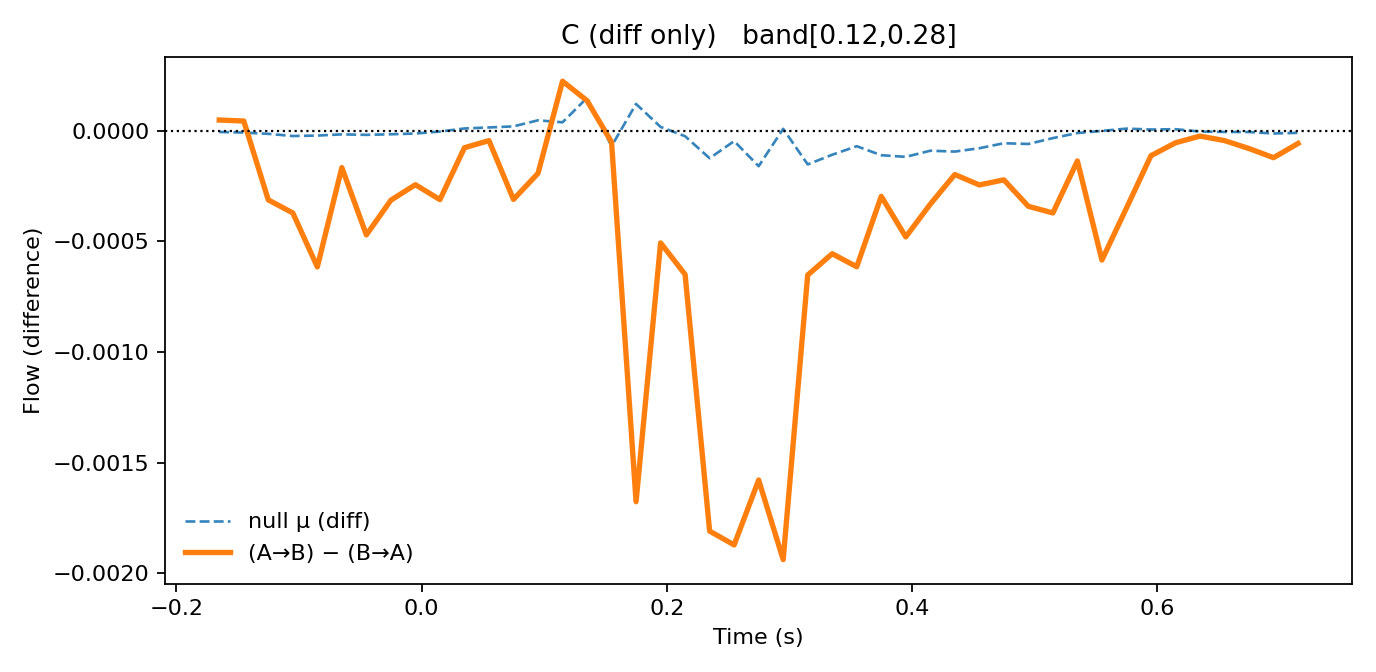 C (diff only)   band[0.12,0.28]
0.0000
−0.0005
−0.0010
−0.0015
−0.0020
Flow (difference)
null μ (diff)
(A→B) − (B→A)
−0.2
0.0
0.2
0.4
0.6
Time (s)